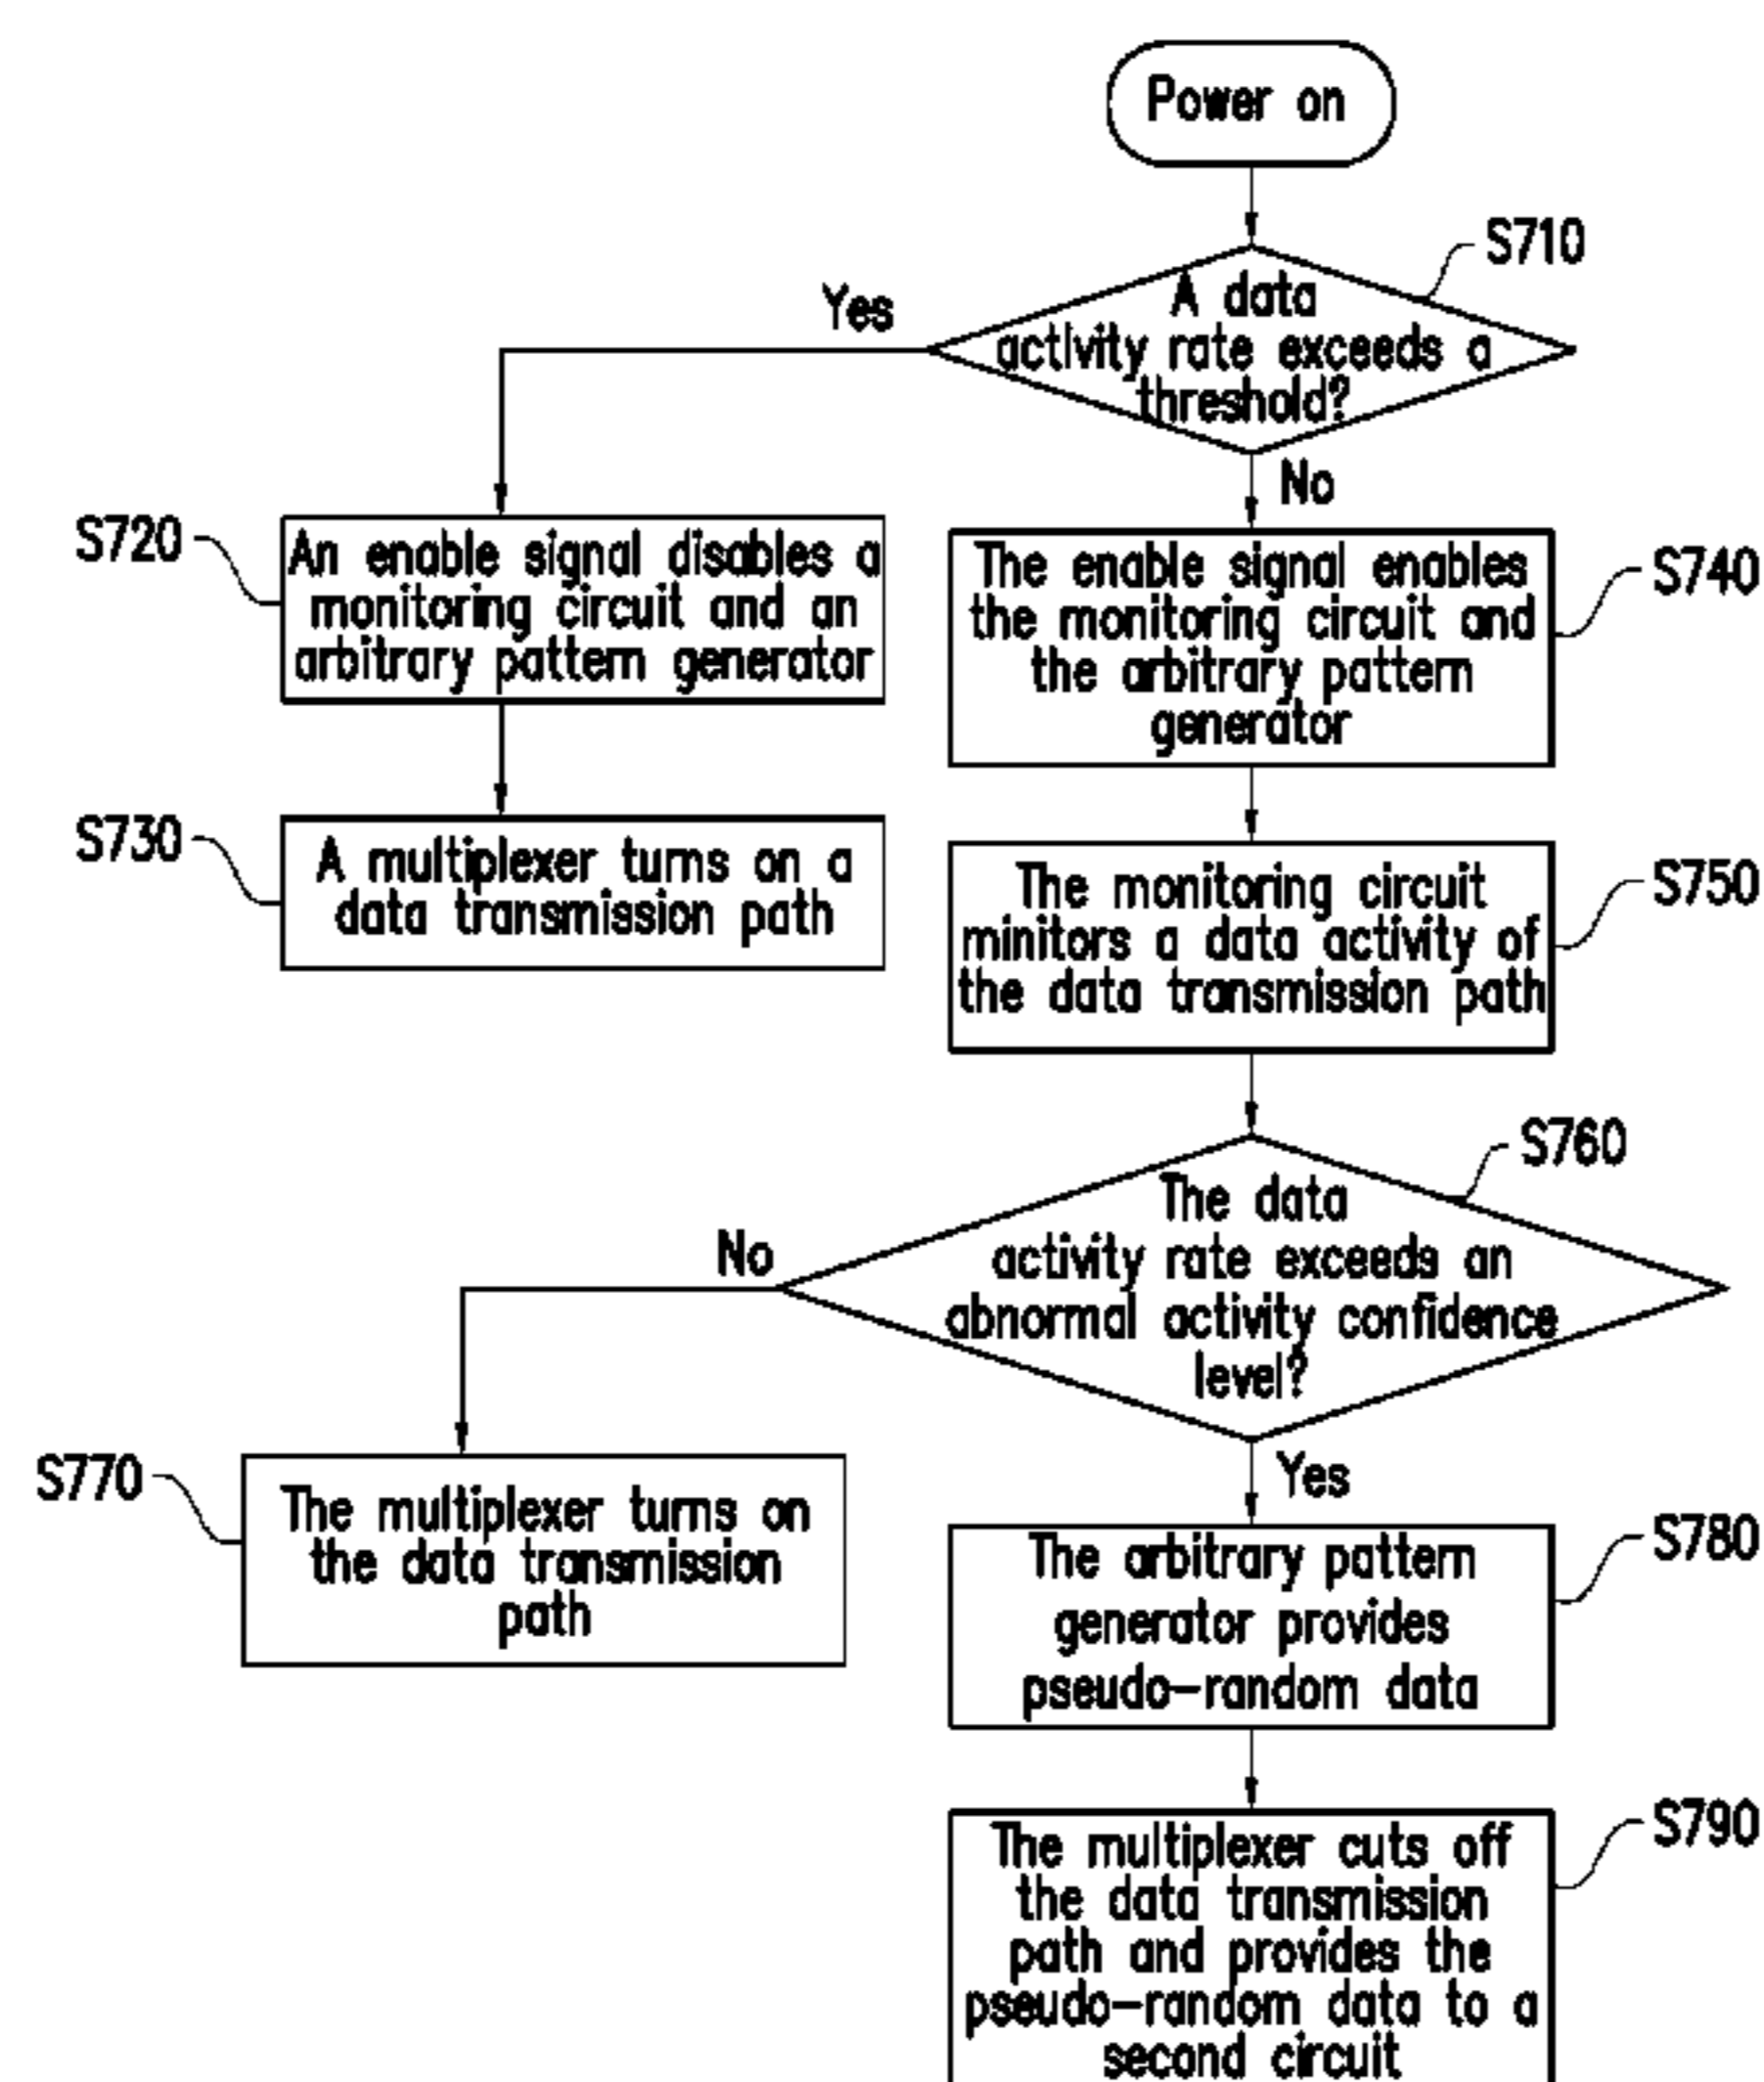 Power on
S710
A data
activity rate exceeds a
threshold?
Yes
No
S720
An enable signal disables a
monitoring circuit and an
arbitrary pattern generator
S740
The enable signal enables
the monitoring circuit and
the arbitrary pattern
generator
S730
A multiplexer turns on a
data transmission path
S750
The monitoring circuit
minitors a data activity of
the data transmission path
S760
The data
activity rate exceeds an
abnormal activity confidence
level?
No
Yes
S770
The multiplexer turns on
the data transmission
path
S780
The arbitrary pattern
generator provides
pseudo-random data
S790
The multiplexer cuts off
the data transmission
path and provides the
pseudo-random data to a
second circuit